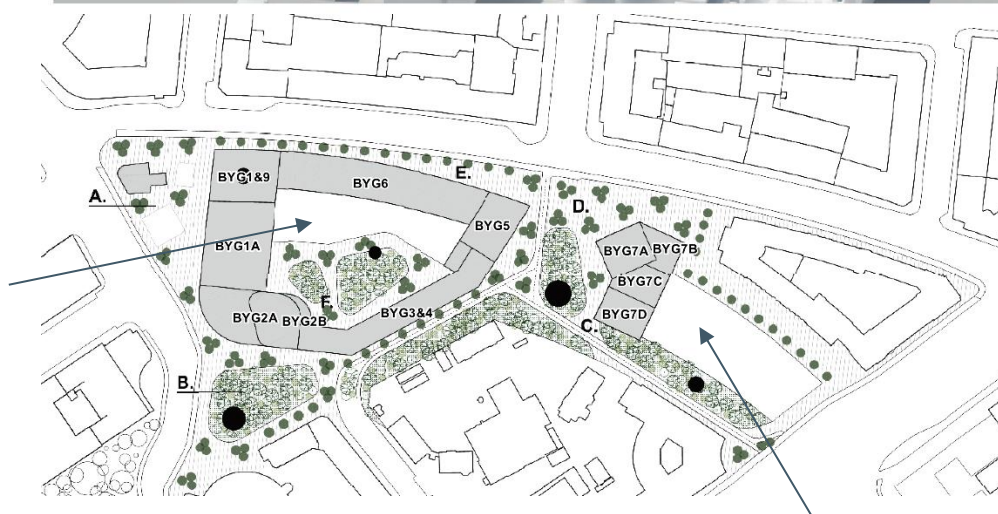 A.
BYG1&9
BYG6
E.
BYG5
D.
BYG7A
BYG7B
BYG1A
BYG7C
BYG2A
BYG2B
F.
BYG3&4
BYG7D
C.
B.